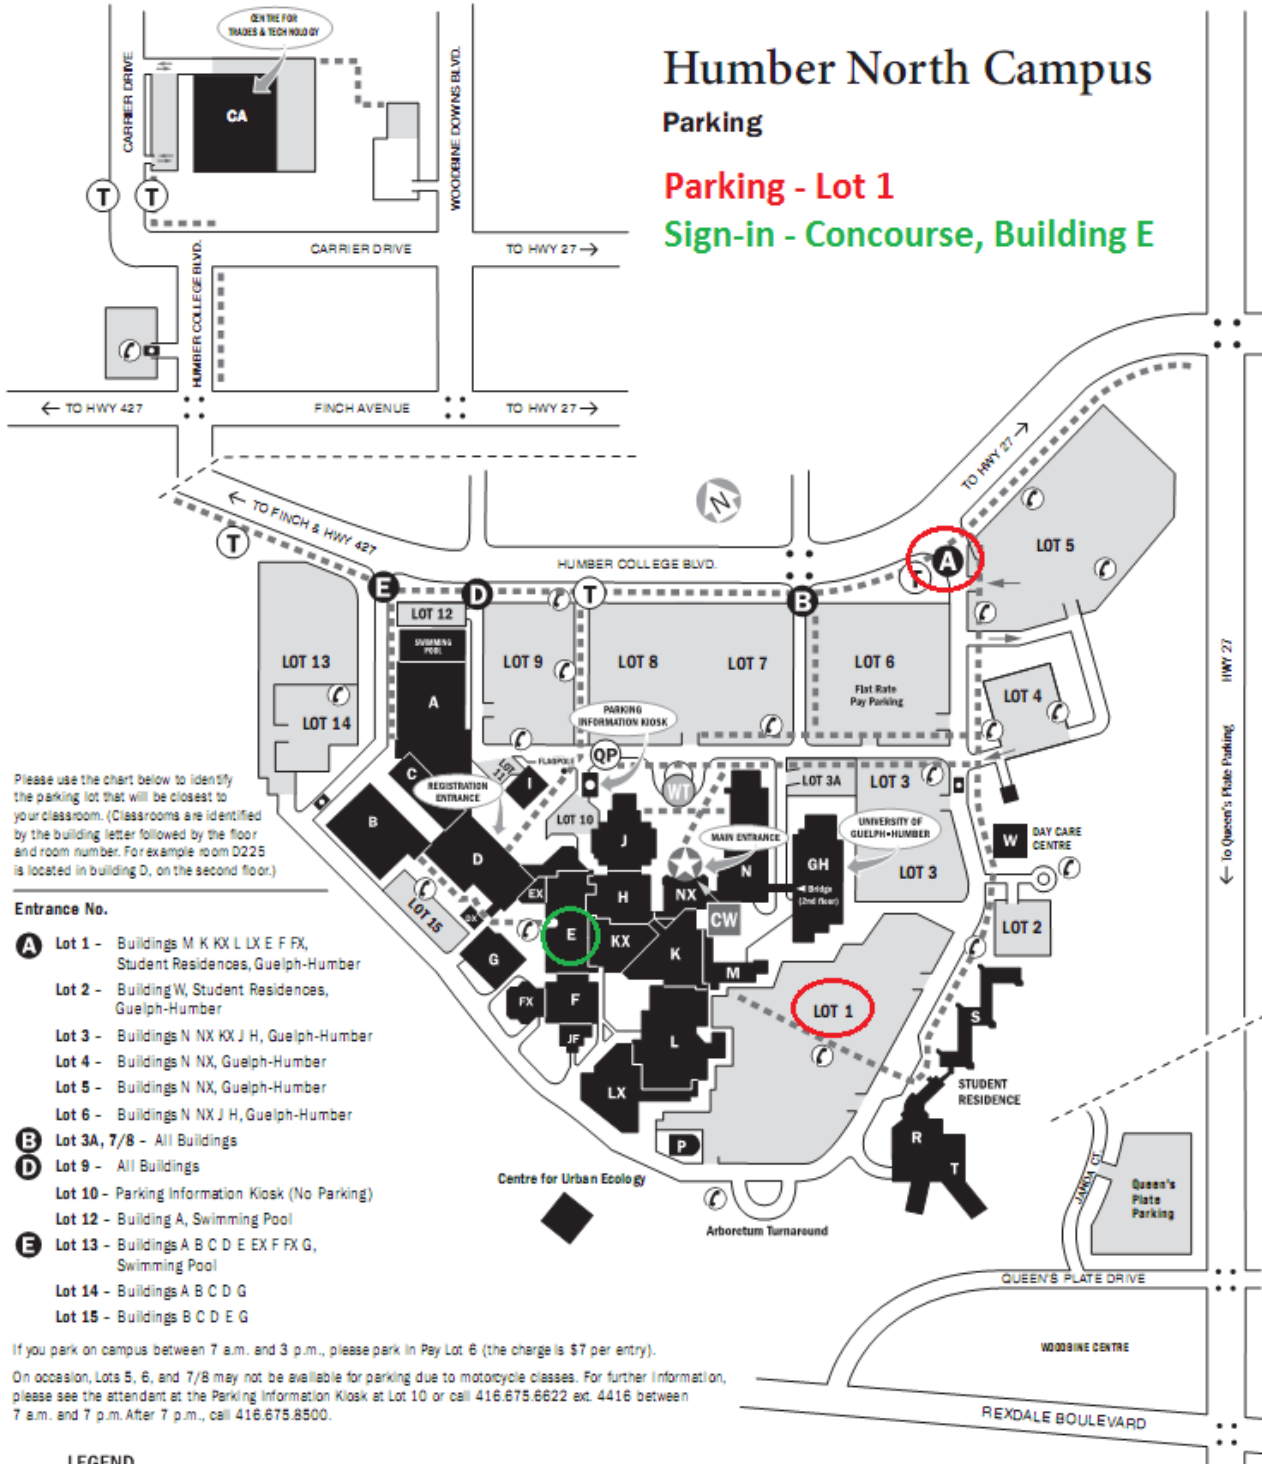 CENTRE FOR
TRADES & TECHNOLOGY
CARRIER DRIVE
CA
WOODBINE DOWNS BLVD.
Humber North Campus
Parking
Parking - Lot 1
Sign-in - Concourse, Building E
T
T
CARRIER DRIVE
TO HWY 27
HUMBER COLLEGE BLVD.
TO HWY 427
FINCH AVENUE
TO HWY 27
TO HWY 27
N
TO FINCH & HWY 427
T
HUMBER COLLEGE BLVD.
LOT 5
A
T
E
D
T
B
LOT 12
SWIMMING
POOL
LOT 13
LOT 9
LOT 8
LOT 7
LOT 6
Flat Rate
Pay Parking
LOT 4
HWY 27
A
LOT 14
PARKING
INFORMATION KIOSK
QP
FLAGPOLE
LOT
11
C
I
REGISTRATION
ENTRANCE
WT
LOT 3A
LOT 3
To Queen's Plate Parking
Please use the chart below to identify
the parking lot that will be closest to
your classroom. (Classrooms are identified
by the building letter followed by the floor
and room number. For example room D225
is located in building D, on the second floor.)
B
LOT 10
J
MAIN ENTRANCE
UNIVERSITY OF
GUELPH-HUMBER
W
DAY CARE
CENTRE
D
N
GH
Bridge
(2nd floor)
LOT 3
EX
H
NX
LOT 15
DX
CW
LOT 2
E
KX
K
G
M
FX
F
LOT 1
S
JF
L
LX
STUDENT
RESIDENCE
P
R
T
Centre for Urban Ecology
Arboretum Turnaround
JANDA CT.
Queen's
Plate
Parking
QUEEN'S PLATE DRIVE
WOODBINE CENTRE
REXDALE BOULEVARD
Entrance No.
A Lot 1 - Buildings M K KX L LX E F FX,
Student Residences, Guelph-Humber
Lot 2 - Building W, Student Residences,
Guelph-Humber
Lot 3 - Buildings N NX KX J H, Guelph-Humber
Lot 4 - Buildings N NX, Guelph-Humber
Lot 5 - Buildings N NX, Guelph-Humber
Lot 6 - Buildings N NX J H, Guelph-Humber
B Lot 3A, 7/8 - All Buildings
D Lot 9 - All Buildings
Lot 10 - Parking Information Kiosk (No Parking)
Lot 12 - Building A, Swimming Pool
E Lot 13 - Buildings A B C D E EX F FX G,
Swimming Pool
Lot 14 - Buildings A B C D G
Lot 15 - Buildings B C D E G
If you park on campus between 7 a.m. and 3 p.m., please park in Pay Lot 6 (the charge is $7 per entry).
On occasion, Lots 5, 6, and 7/8 may not be available for parking due to motorcycle classes. For further information,
please see the attendant at the Parking Information Kiosk at Lot 10 or call 416.675.6622 ext. 4416 between
7 a.m. and 7 p.m. After 7 p.m., call 416.675.8500.
LEGEND